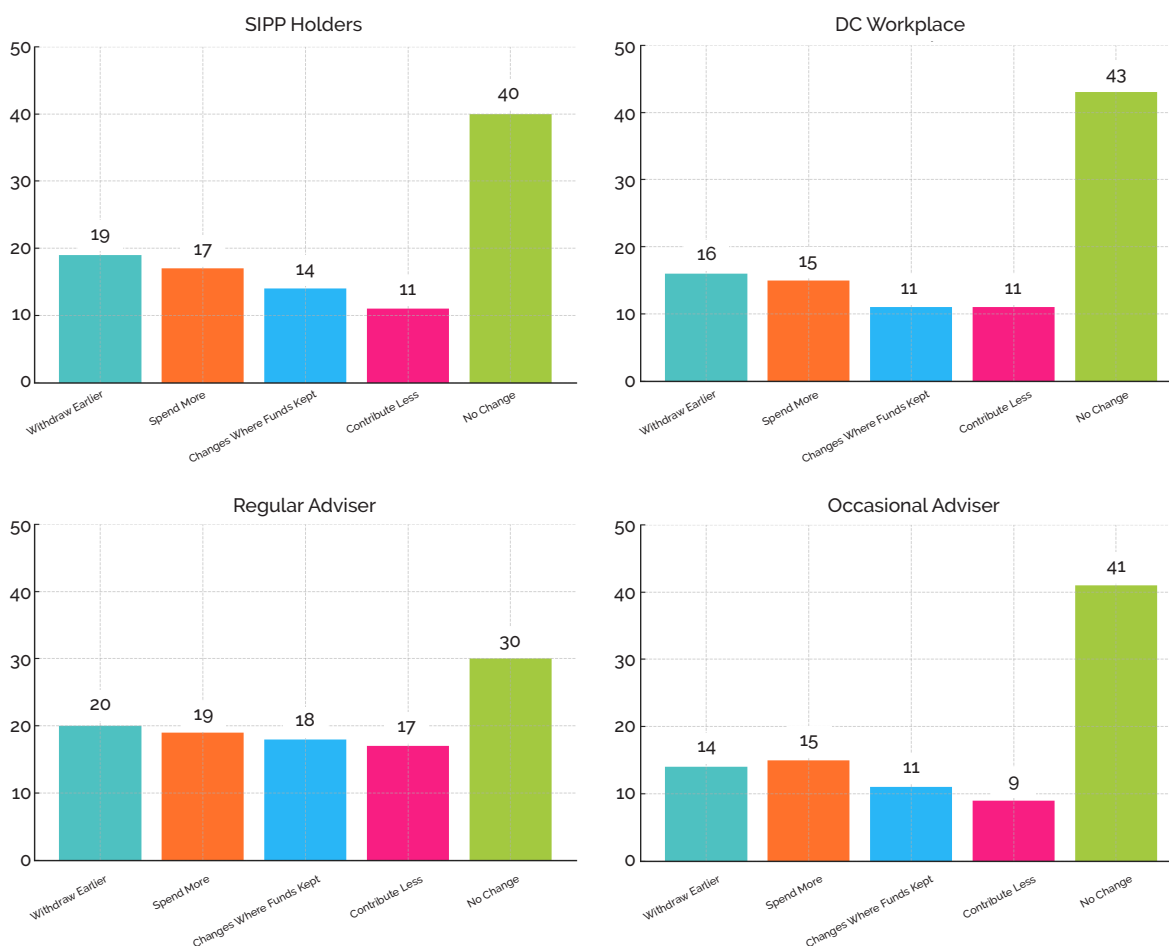 SIPP Holders
50
40
30
20
10
0
19
17
14
11
40
Withdraw Earlier
Spend More
Changes Where Funds Kept
Contribute Less
No Change
DC Workplace
50
40
30
20
10
0
16
15
11
11
43
Withdraw Earlier
Spend More
Changes Where Funds Kept
Contribute Less
No Change
Regular Adviser
50
40
30
20
10
0
20
19
18
17
30
Withdraw Earlier
Spend More
Changes Where Funds Kept
Contribute Less
No Change
Occasional Adviser
50
40
30
20
10
0
14
15
11
9
41
Withdraw Earlier
Spend More
Changes Where Funds Kept
Contribute Less
No Change